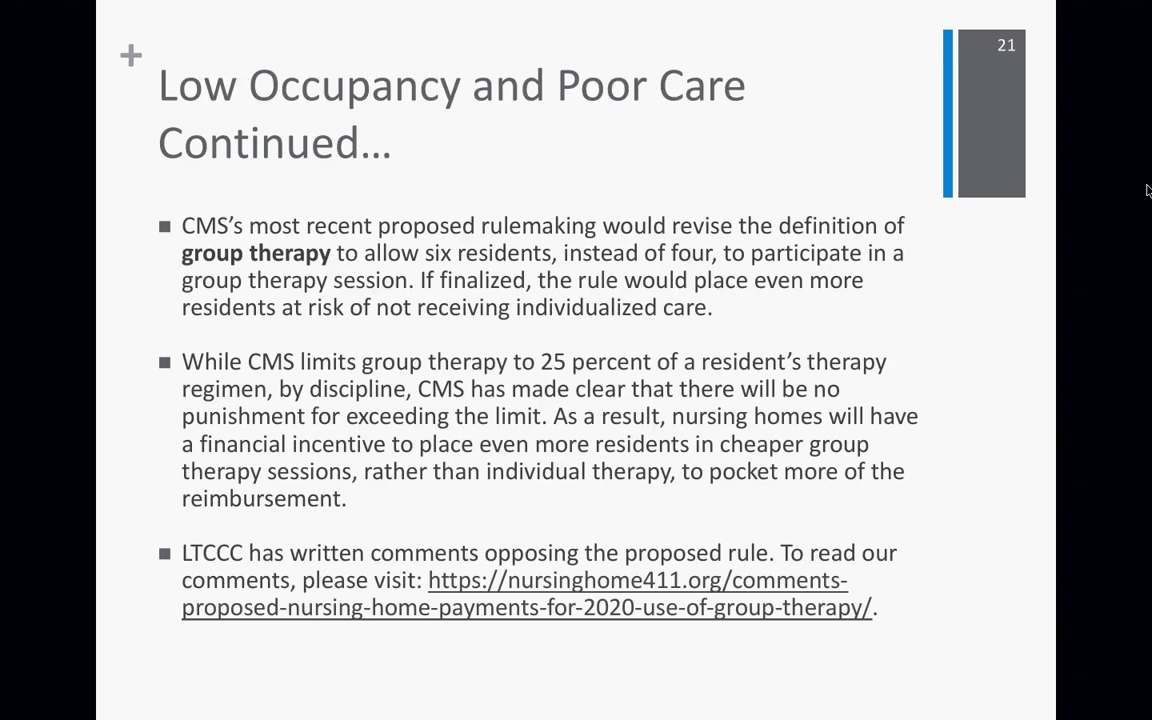 21
+
Low Occupancy and Poor Care
Continued…
■ CMS’s most recent proposed rulemaking would revise the definition of
group therapy to allow six residents, instead of four, to participate in a
group therapy session. If finalized, the rule would place even more
residents at risk of not receiving individualized care.
■ While CMS limits group therapy to 25 percent of a resident’s therapy
regimen, by discipline, CMS has made clear that there will be no
punishment for exceeding the limit. As a result, nursing homes will have
a financial incentive to place even more residents in cheaper group
therapy sessions, rather than individual therapy, to pocket more of the
reimbursement.
■ LTCCC has written comments opposing the proposed rule. To read our
comments, please visit: https://nursinghome411.org/comments-
proposed-nursing-home-payments-for-2020-use-of-group-therapy/.